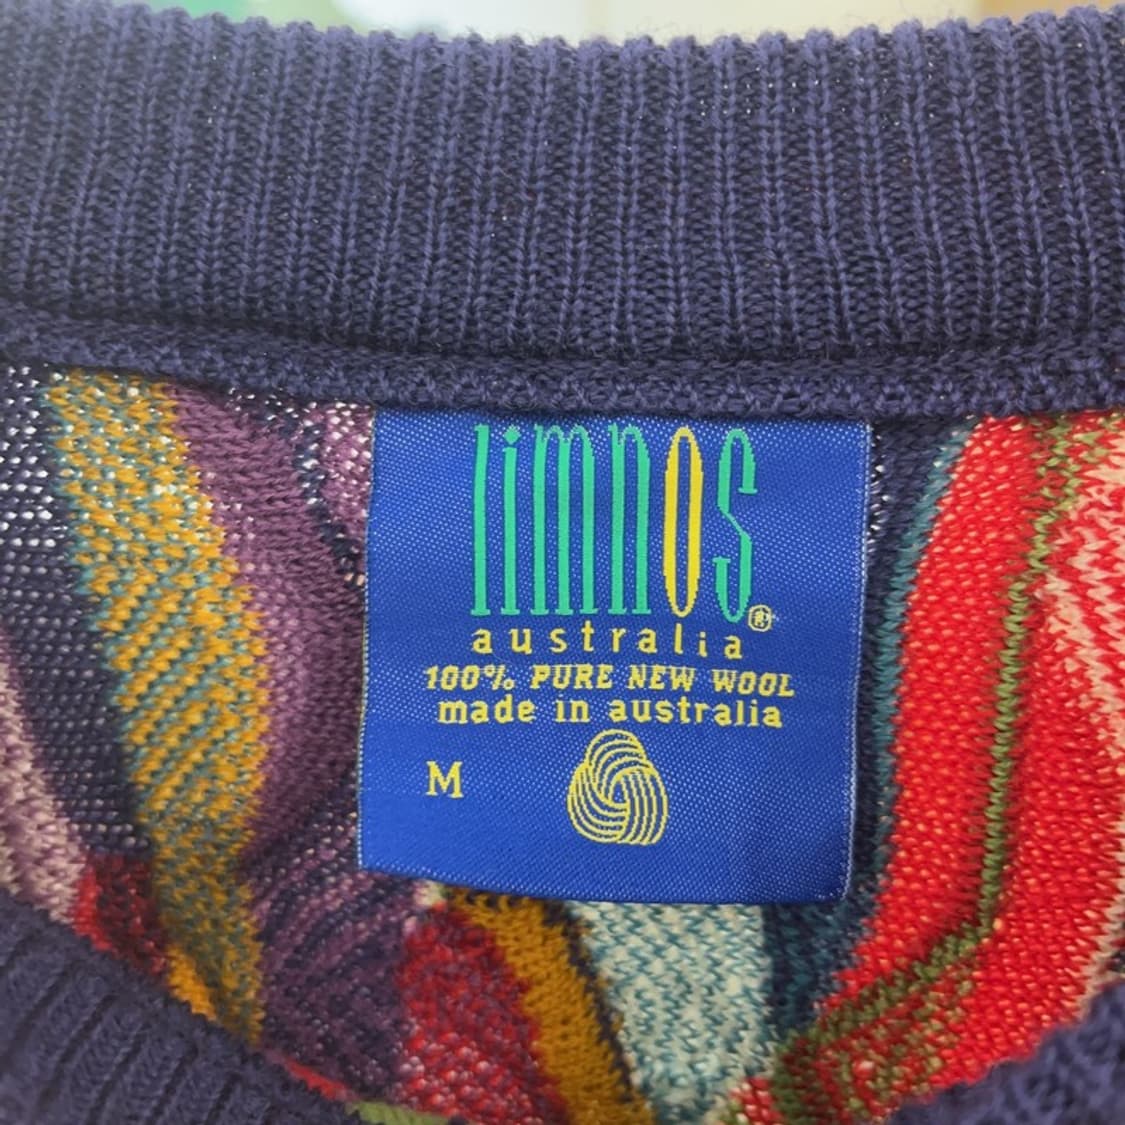 limnos®
australia
100% PURE NEW WOOL
made in australia
M